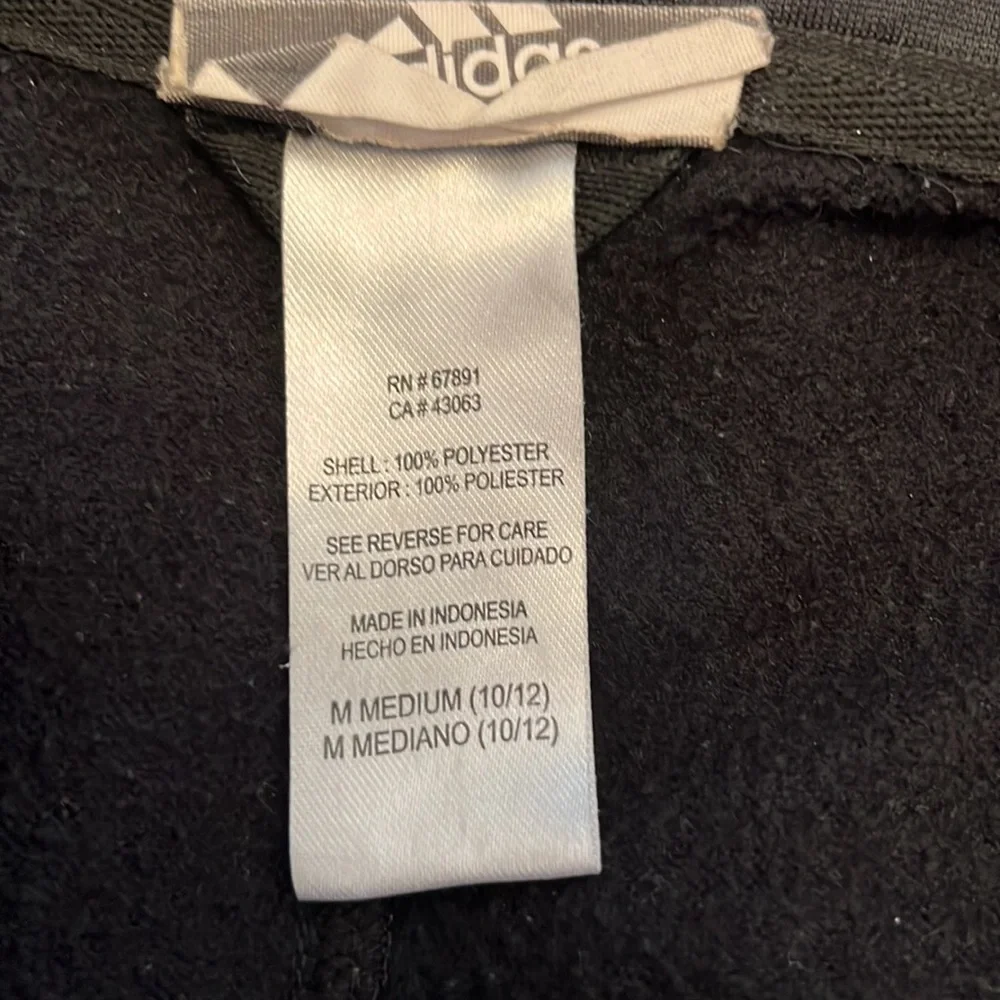 adidas
RN # 67891
CA # 43063
SHELL : 100% POLYESTER
EXTERIOR : 100% POLIESTER
SEE REVERSE FOR CARE
VER AL DORSO PARA CUIDADO
MADE IN INDONESIA
HECHO EN INDONESIA
M MEDIUM (10/12)
M MEDIANO (10/12)